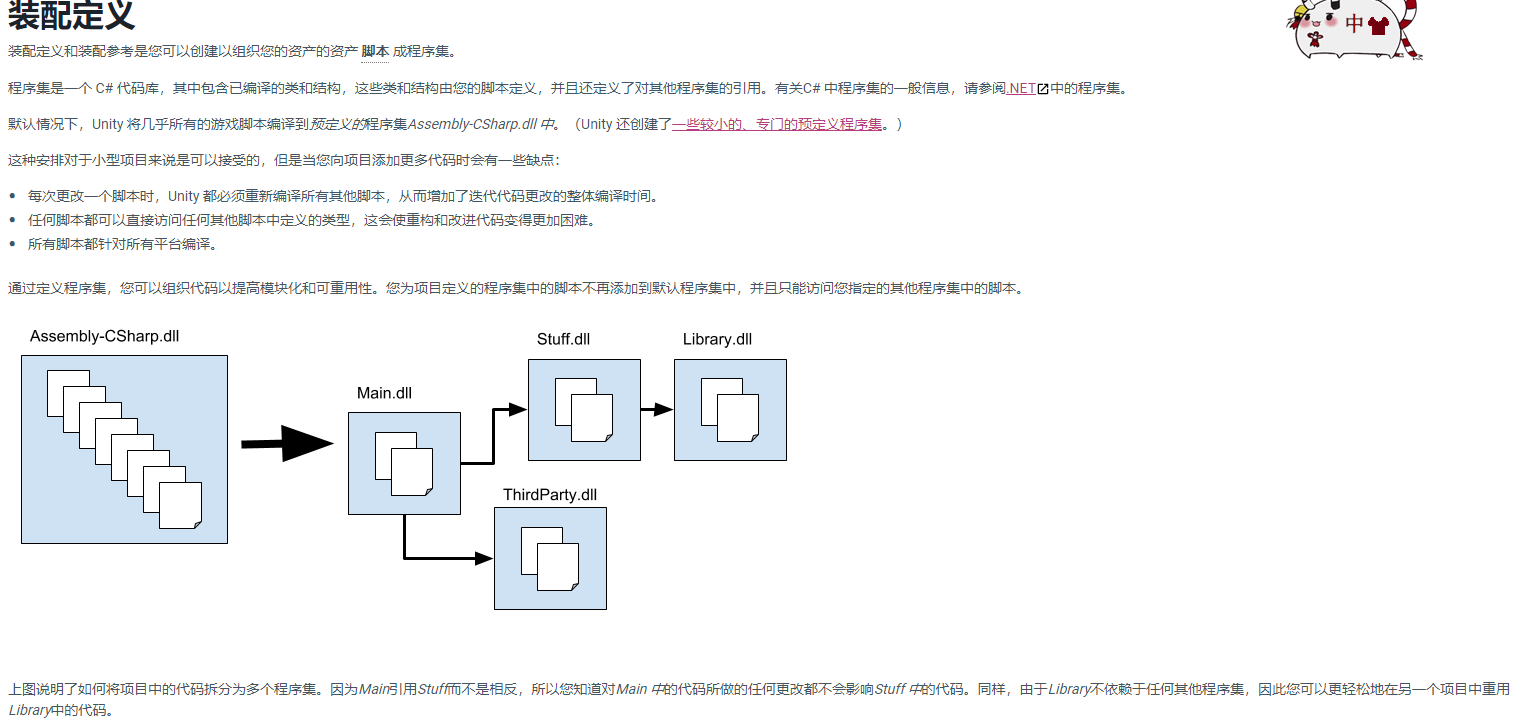 装配定义
装配定义和装配参考是您可以创建以组织您的资产的资产 脚本 成程序集。
程序集是一个 C# 代码库，其中包含已编译的类和结构，这些类和结构由您的脚本定义，并且还定义了对其他程序集的引用。有关C# 中程序集的一般信息，请参阅.NET中的程序集。
默认情况下，Unity 将几乎所有的游戏脚本编译到预定义的程序集Assembly-CSharp.dll 中。（Unity 还创建了一些较小的、专门的预定义程序集。）
这种安排对于小型项目来说是可以接受的，但是当您向项目添加更多代码时会有一些缺点：
• 每次更改一个脚本时，Unity 都必须重新编译所有其他脚本，从而增加了迭代代码更改的整体编译时间。
• 任何脚本都可以直接访问任何其他脚本中定义的类型，这会使重构和改进代码变得更加困难。
• 所有脚本都针对所有平台编译。
通过定义程序集，您可以组织代码以提高模块化和可重用性。您为项目定义的程序集中的脚本不再添加到默认程序集中，并且只能访问您指定的其他程序集中的脚本。
Assembly-CSharp.dll
Main.dll
Stuff.dll
Library.dll
ThirdParty.dll
上图说明了如何将项目中的代码拆分为多个程序集。因为Main引用Stuff而不是相反，所以您知道对Main 中的代码所做的任何更改都不会影响Stuff 中的代码。同样，由于Library不依赖于任何其他程序集，因此您可以更轻松地在另一个项目中重用
Library中的代码。
中